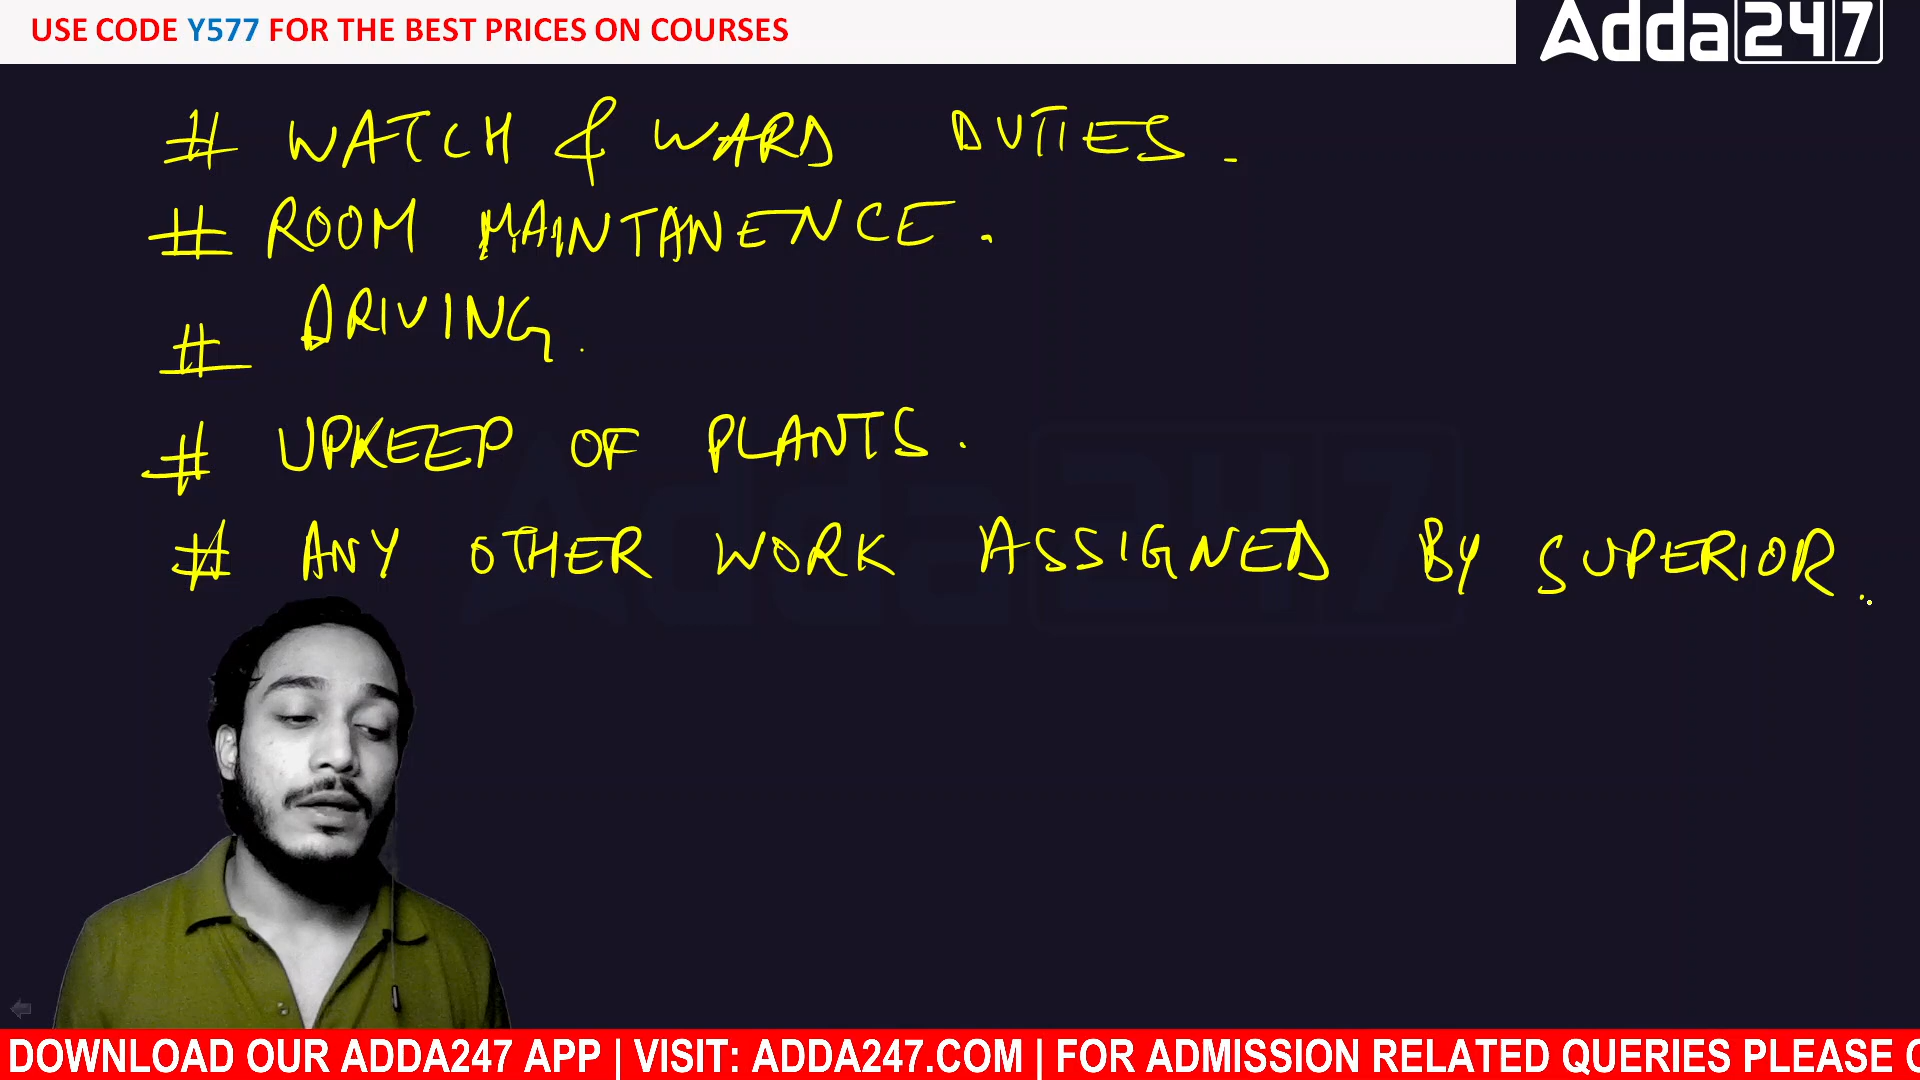 USE CODE Y577 FOR THE BEST PRICES ON COURSES
Adda247
# WATCH & WARD DUTIES.
# ROOM MAINTANENCE.
# DRIVING.
# UPKEEP OF PLANTS.
# ANY OTHER WORK ASSIGNED BY SUPERIOR..
Adda247
DOWNLOAD OUR ADDA247 APP | VISIT: ADDA247.COM | FOR ADMISSION RELATED QUERIES PLEASE C